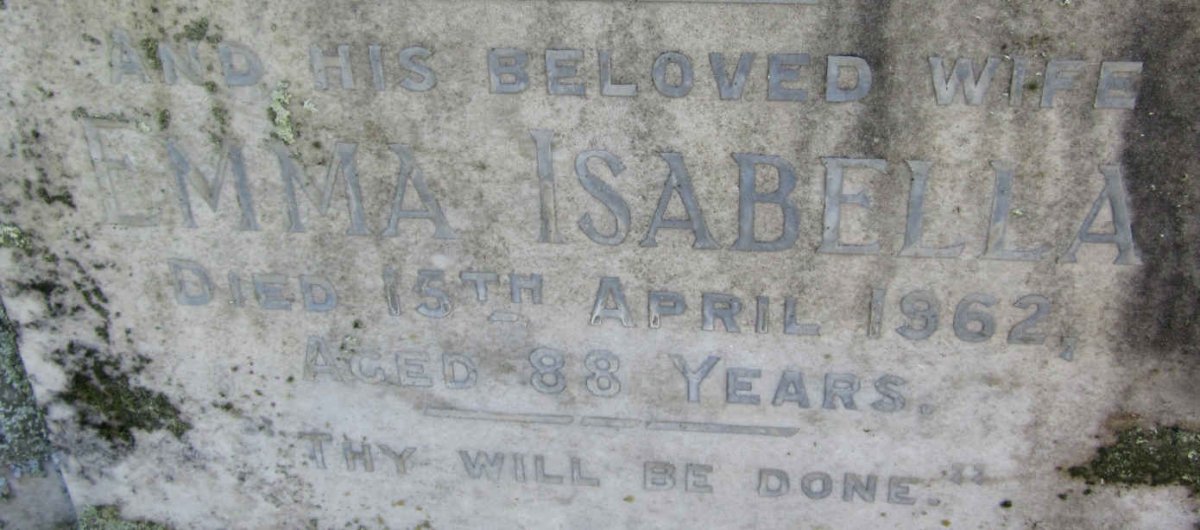 AND HIS BELOVED WIFE
EMMA ISABELLA
DIED 15TH APRIL 1962,
AGED 88 YEARS.
THY WILL BE DONE."